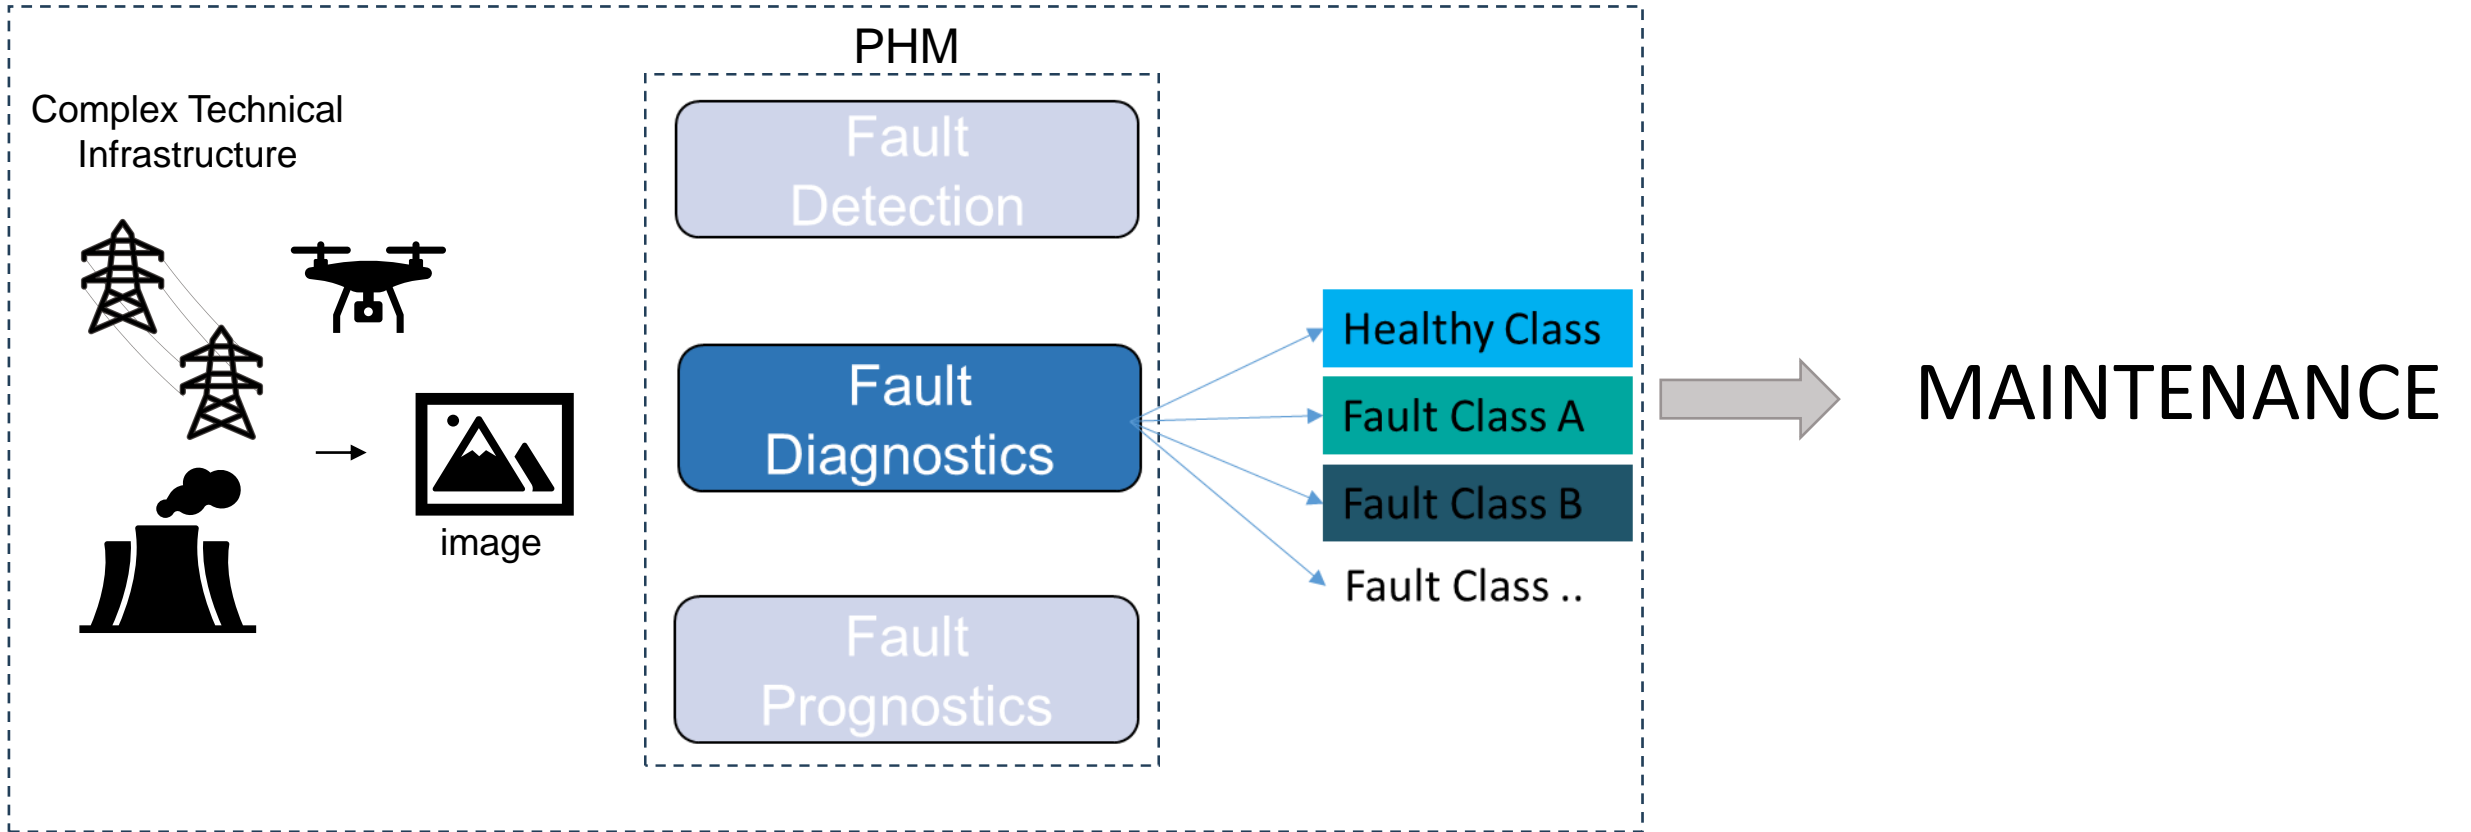 PHM
Complex Technical
Infrastructure
image
Fault
Detection
Fault
Diagnostics
Fault
Prognostics
Healthy Class
Fault Class A
Fault Class B
Fault Class ..
MAINTENANCE